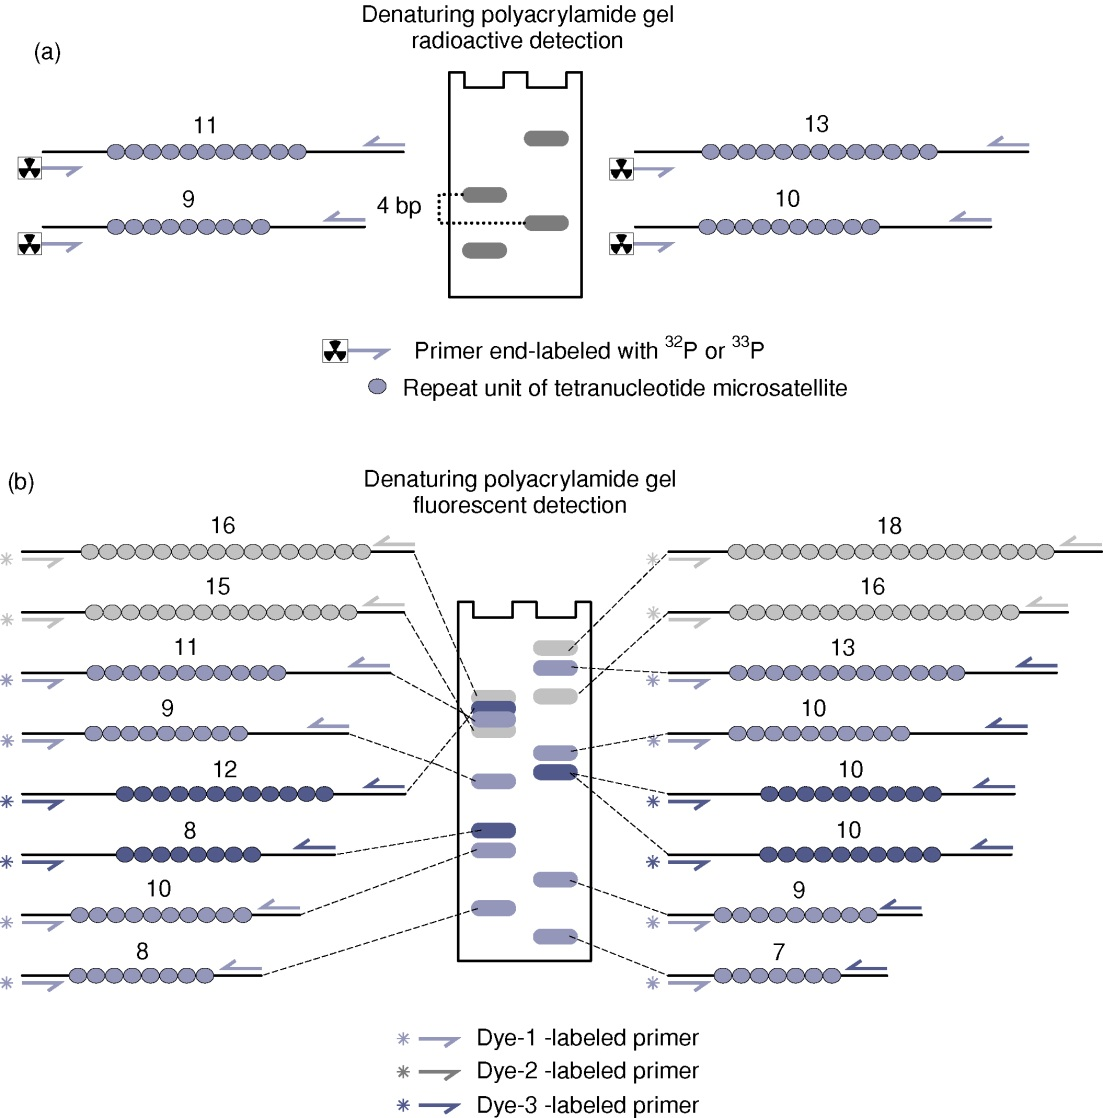 Denaturing polyacrylamide gel
radioactive detection
(a)
11
13
9
4 bp
10
Primer end-labeled with 32P or 33P
Repeat unit of tetranucleotide microsatellite
(b)
Denaturing polyacrylamide gel
fluorescent detection
16
18
15
16
11
13
9
10
12
10
8
10
10
9
8
7
Dye-1 -labeled primer
Dye-2 -labeled primer
Dye-3 -labeled primer